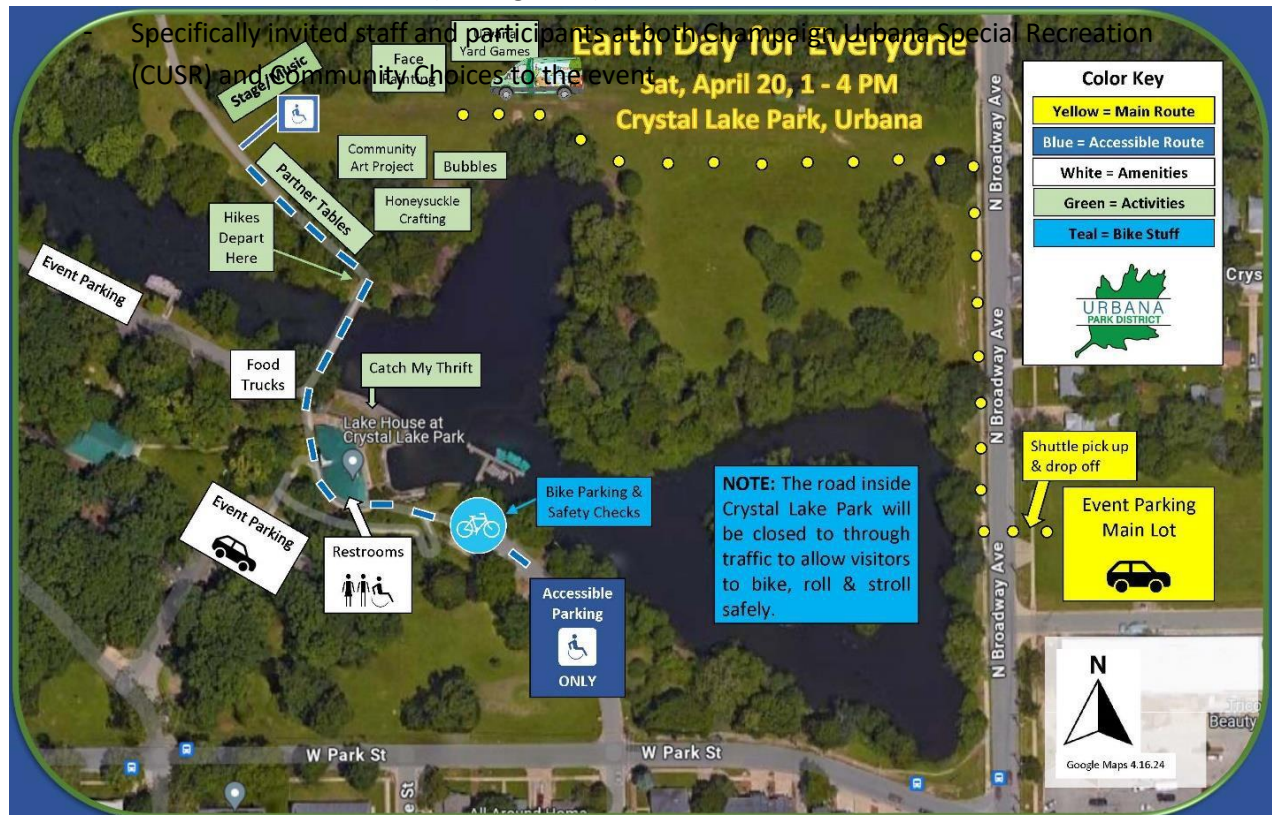 - Specifically invited staff and participants at both Champaign Urbana Special Recreation
(CUSR) and Community Choices to the event
Earth Day for Everyone
Sat, April 20, 1 - 4 PM
Crystal Lake Park, Urbana
Yard Games
Face
Painting
Stage/Music
Community
Art Project
Bubbles
Partner Tables
Honeysuckle
Crafting
Hikes
Depart
Here
Event Parking
Food
Trucks
Catch My Thrift
Lake House at
Crystal Lake Park
Bike Parking &
Safety Checks
Event Parking
Restrooms
Accessible
Parking
ONLY
NOTE: The road inside
Crystal Lake Park will
be closed to through
traffic to allow visitors
to bike, roll & stroll
safely.
Color Key
Yellow = Main Route
Blue = Accessible Route
White = Amenities
Green = Activities
Teal = Bike Stuff
URBANA
PARK DISTRICT
Crys
N Broadway Ave
N Broadway Ave
N Broadway Ave
Shuttle pick up
& drop off
Event Parking
Main Lot
N
Google Maps 4.16.24
Beauty
W Park St
W Park St
e St
All Around Home